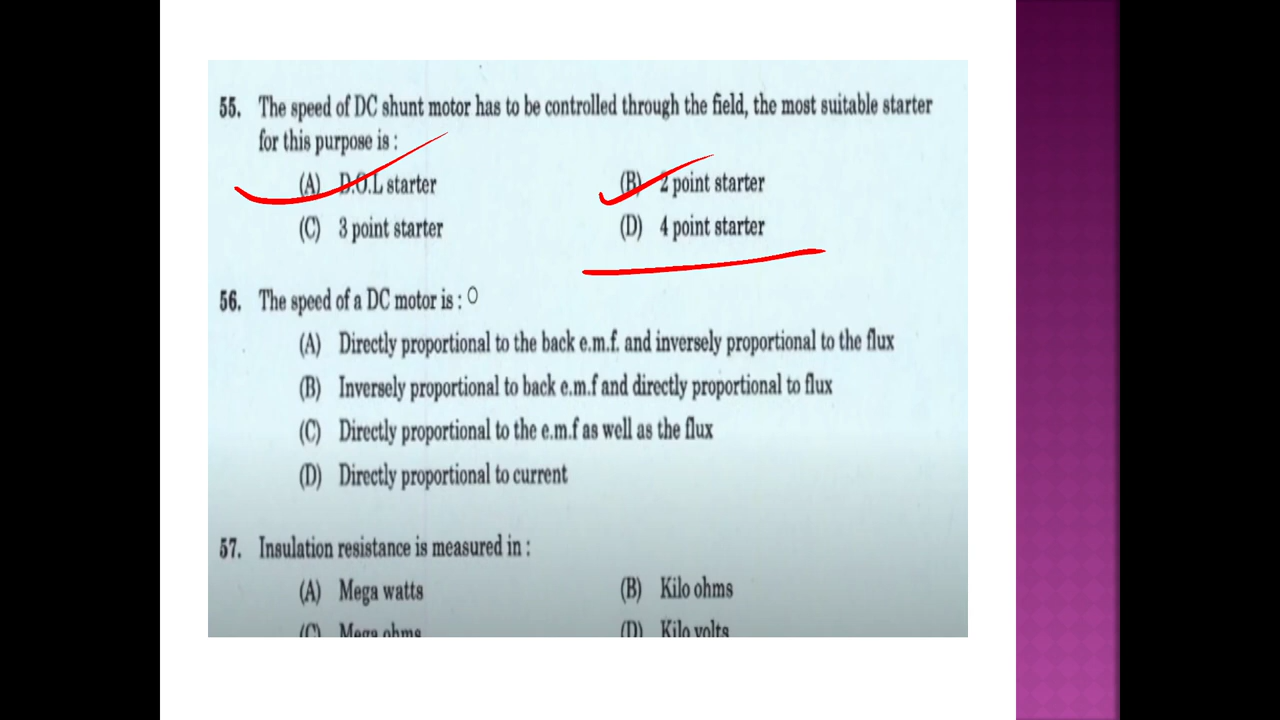 55. The speed of DC shunt motor has to be controlled through the field, the most suitable starter
for this purpose is :
(A) D.O.L starter (B) 2 point starter
(C) 3 point starter (D) 4 point starter
56. The speed of a DC motor is : O
(A) Directly proportional to the back e.m.f. and inversely proportional to the flux
(B) Inversely proportional to back e.m.f and directly proportional to flux
(C) Directly proportional to the e.m.f as well as the flux
(D) Directly proportional to current
57. Insulation resistance is measured in :
(A) Mega watts (B) Kilo ohms
(C) Mega ohms (D) Kilo volts